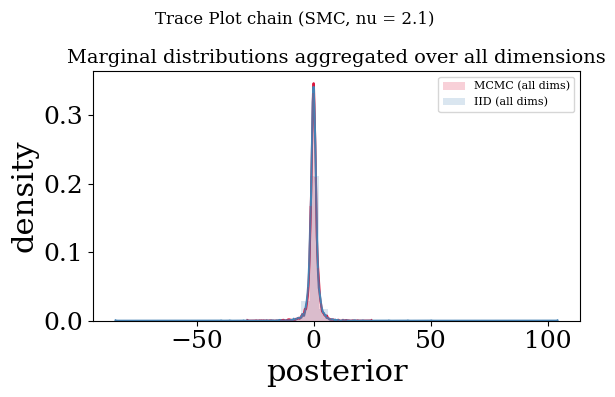 Trace Plot chain (SMC, nu = 2.1)
Marginal distributions aggregated over all dimensions
MCMC (all dims)
IID (all dims)
density
0.3
0.2
0.1
0.0
−50
0
50
100
posterior